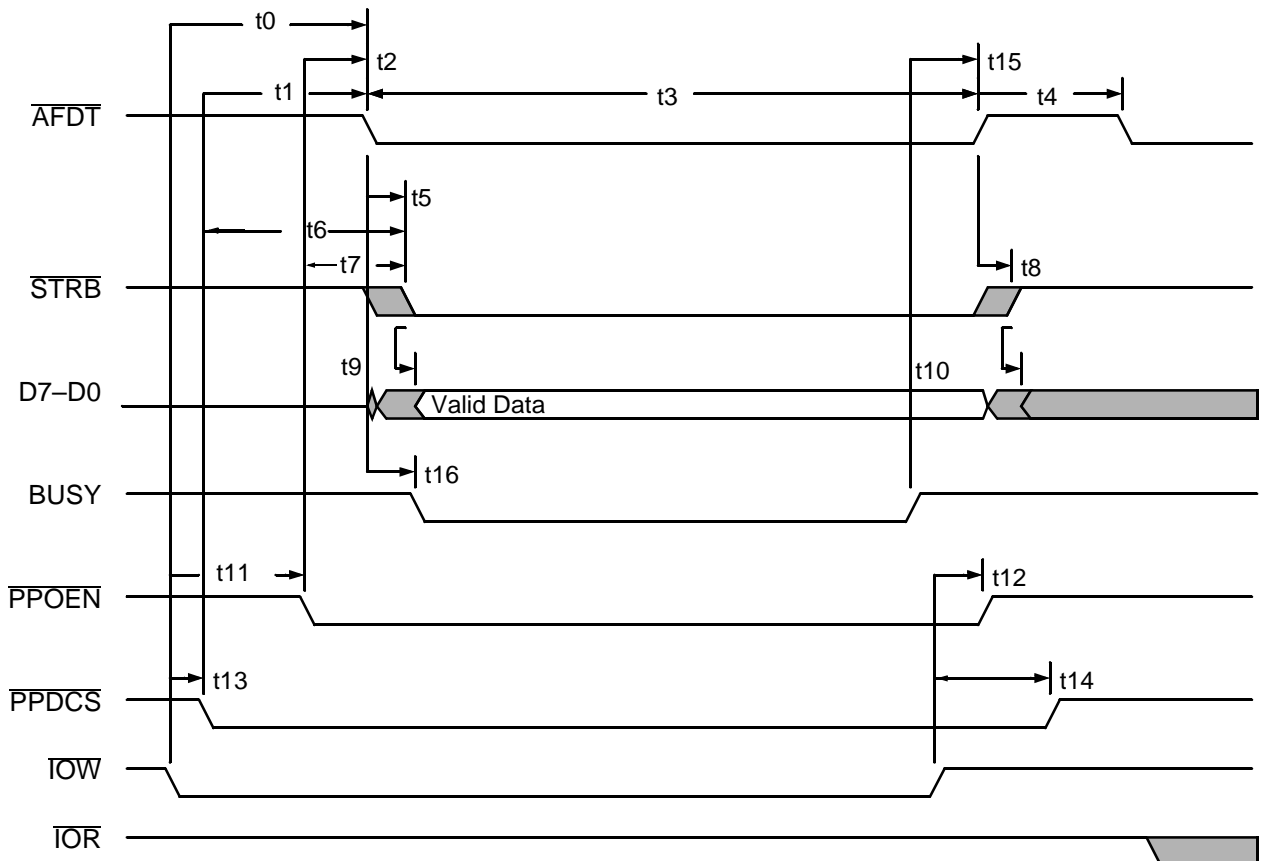 t0
t2
t15
t1
t3
t4
AFDT
t5
t6
t7
t8
STRB
t9
t10
D7–D0
Valid Data
t16
BUSY
t11
t12
PPOEN
t13
t14
PPDCS
IOW
IOR